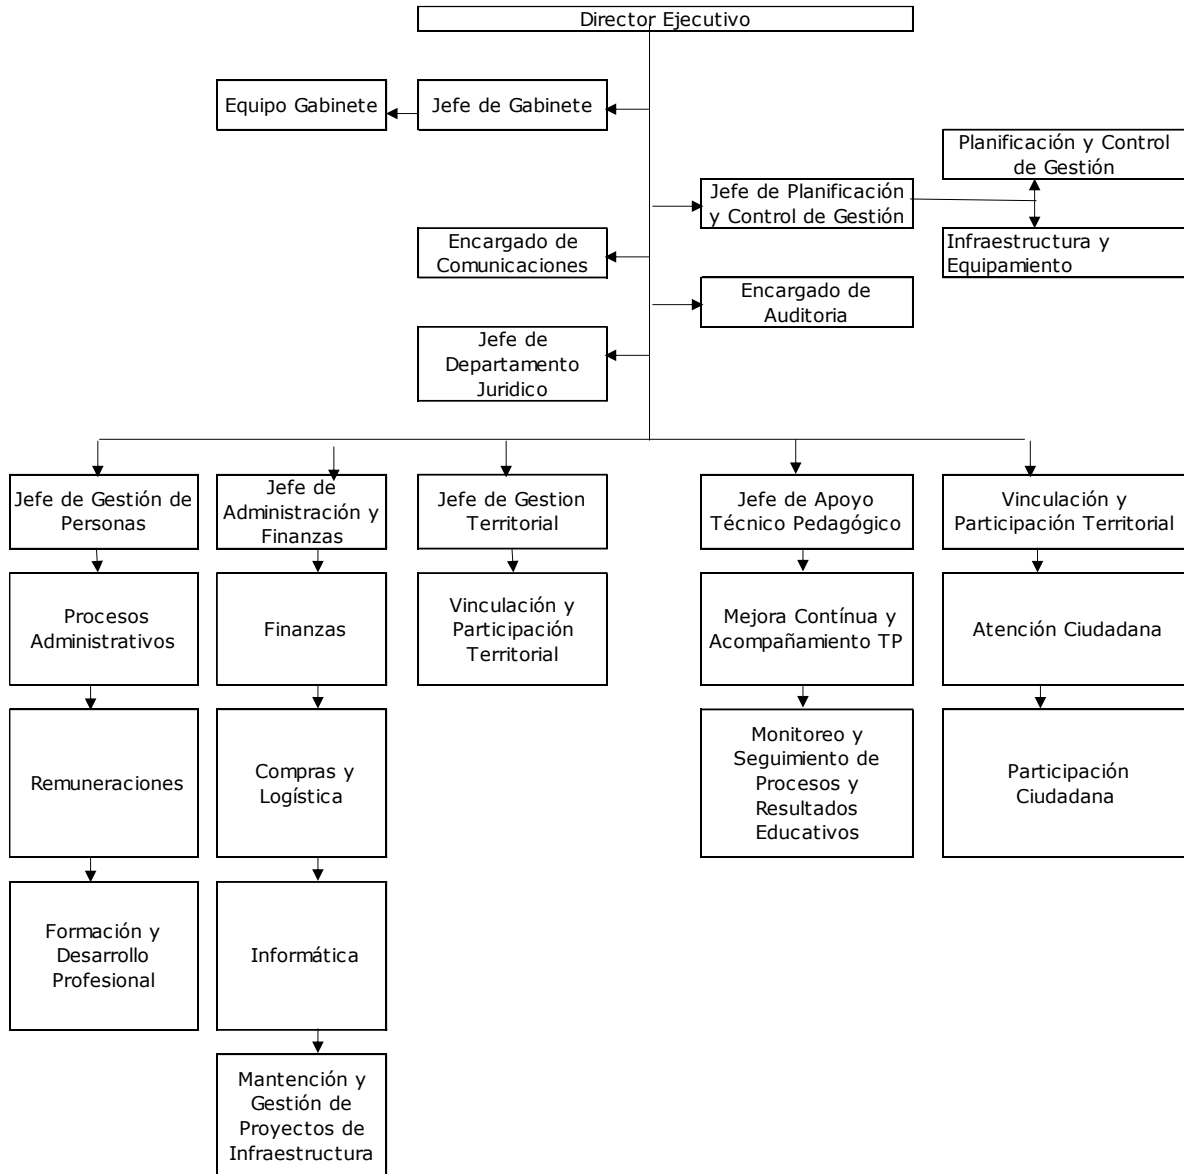 Director Ejecutivo
Equipo Gabinete
Jefe de Gabinete
Planificación y Control
de Gestión
Jefe de Planificación
y Control de Gestión
Encargado de
Comunicaciones
Infraestructura y
Equipamiento
Encargado de
Auditoria
Jefe de
Departamento
Juridico
Jefe de Gestión de
Personas
Jefe de
Administración y
Finanzas
Jefe de Gestion
Territorial
Jefe de Apoyo
Técnico Pedagógico
Vinculación y
Participación Territorial
Procesos
Administrativos
Finanzas
Vinculación y
Participación
Territorial
Mejora Contínua y
Acompañamiento TP
Atención Ciudadana
Remuneraciones
Compras y
Logística
Monitoreo y
Seguimiento de
Procesos y
Resultados
Educativos
Participación
Ciudadana
Formación y
Desarrollo
Profesional
Informática
Mantención y
Gestión de
Proyectos de
Infraestructura